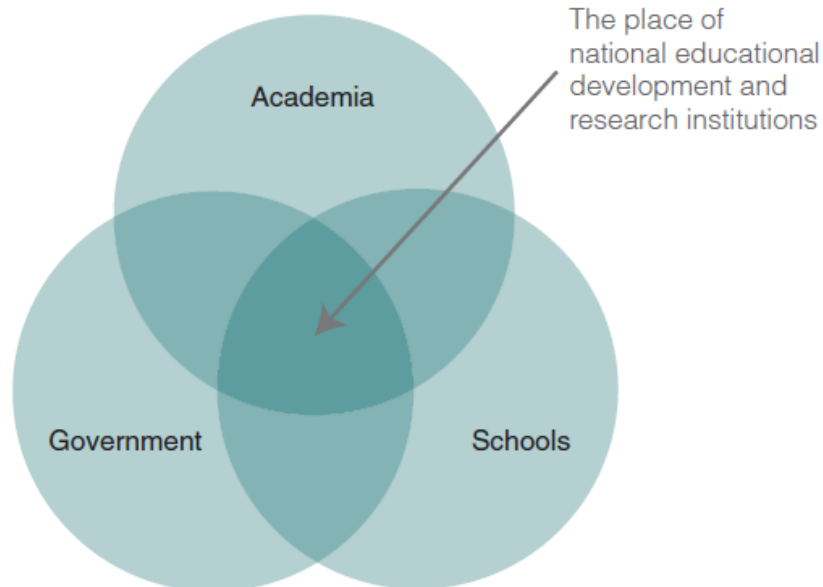 The place of
national educational
development and
research institutions
Academia
Government
Schools